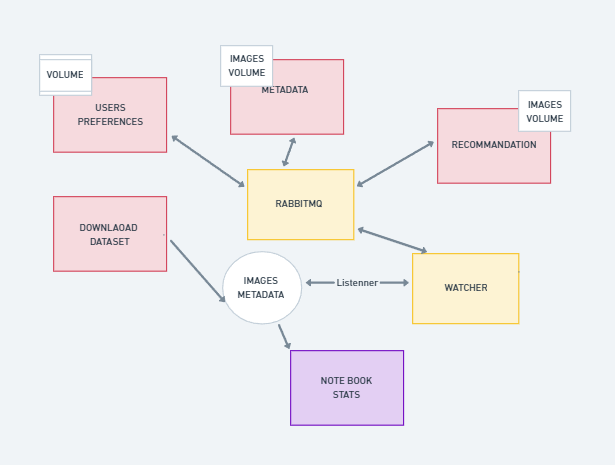 IMAGES
VOLUME
VOLUME
METADATA
USERS
PREFERENCES
IMAGES
VOLUME
RECOMMANDATION
RABBITMQ
DOWNLAOAD
DATASET
IMAGES
METADATA
Listenner
WATCHER
NOTE BOOK
STATS